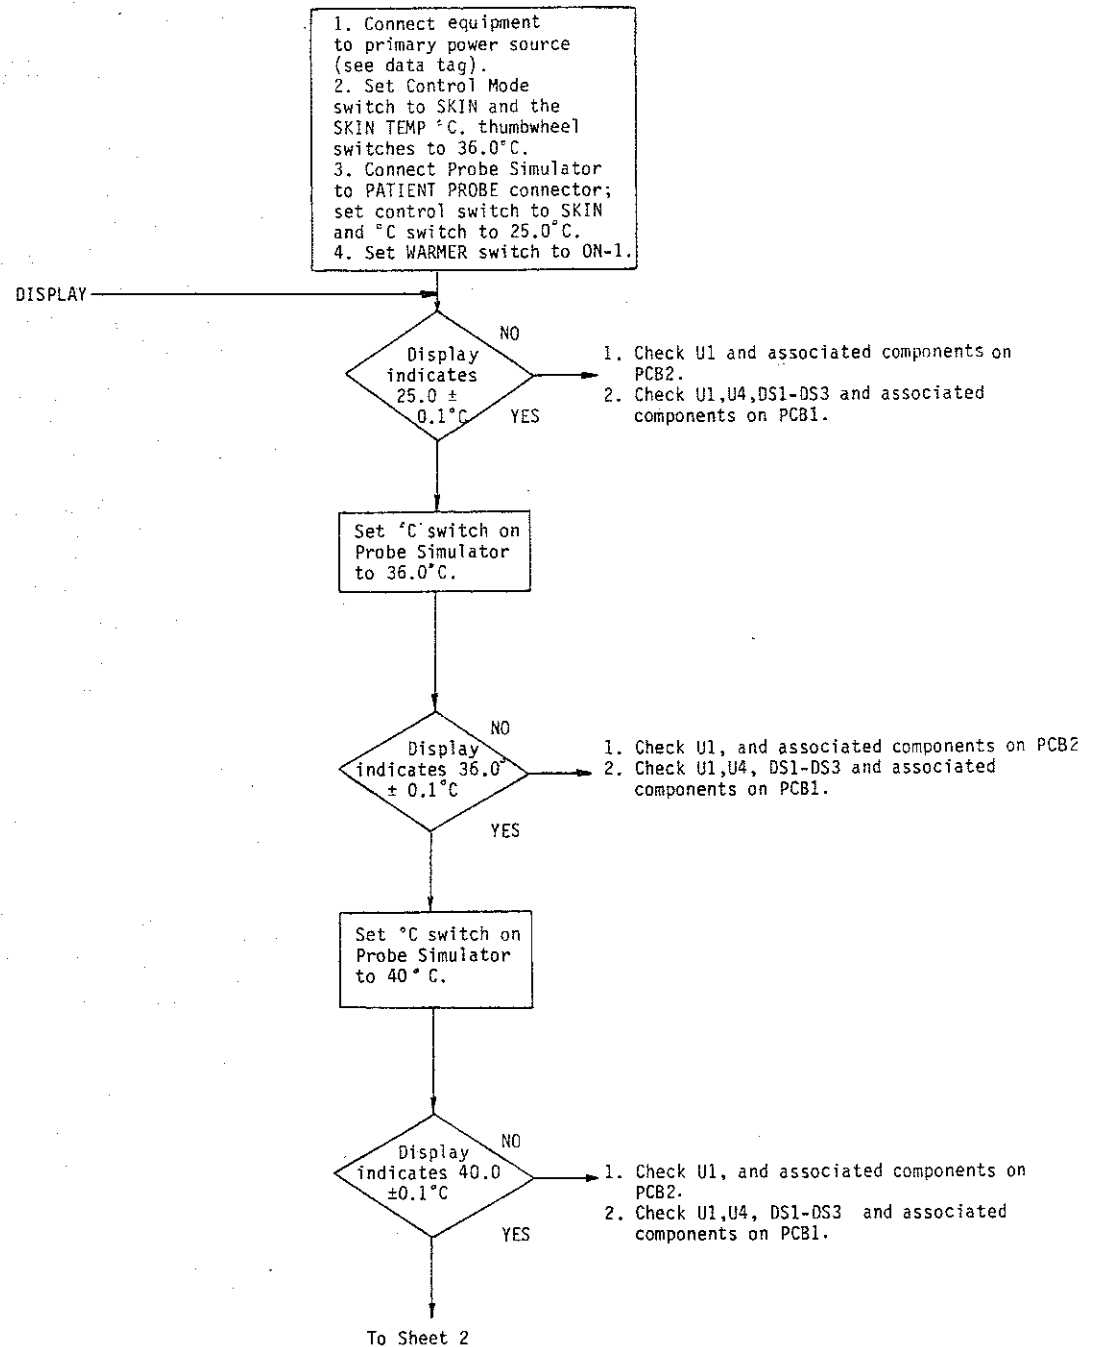 1. Connect equipment
to primary power source
(see data tag).
2. Set Control Mode
switch to SKIN and the
SKIN TEMP °C. thumbwheel
switches to 36.0°C.
3. Connect Probe Simulator
to PATIENT PROBE connector;
set control switch to SKIN
and °C switch to 25.0°C.
4. Set WARMER switch to ON-1.
DISPLAY
NO
Display
indicates
25.0 ±
0.1°C
YES
1. Check U1 and associated components on
PCB2.
2. Check U1,U4,DS1-DS3 and associated
components on PCB1.
Set °C switch on
Probe Simulator
to 36.0°C.
NO
Display
indicates 36.0°
± 0.1°C
YES
1. Check U1, and associated components on PCB2
2. Check U1,U4, DS1-DS3 and associated
components on PCB1.
Set °C switch on
Probe Simulator
to 40° C.
NO
Display
indicates 40.0
±0.1°C
YES
1. Check U1, and associated components on
PCB2.
2. Check U1,U4, DS1-DS3 and associated
components on PCB1.
To Sheet 2